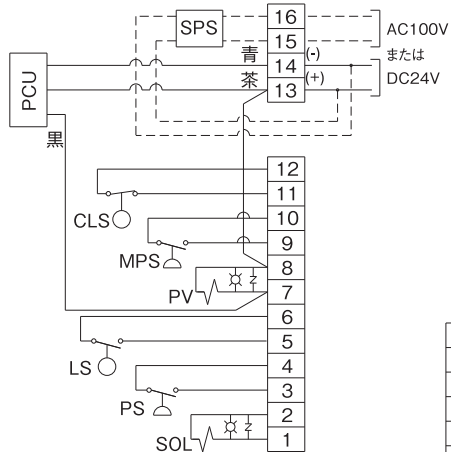 16
SPS
AC100V
15
青
(-)
または
14
茶
(+)
DC24V
13
PCU
黒
12
11
CLS
10
9
MPS
8
PV
7
6
5
LS
4
3
PS
2
SOL
1